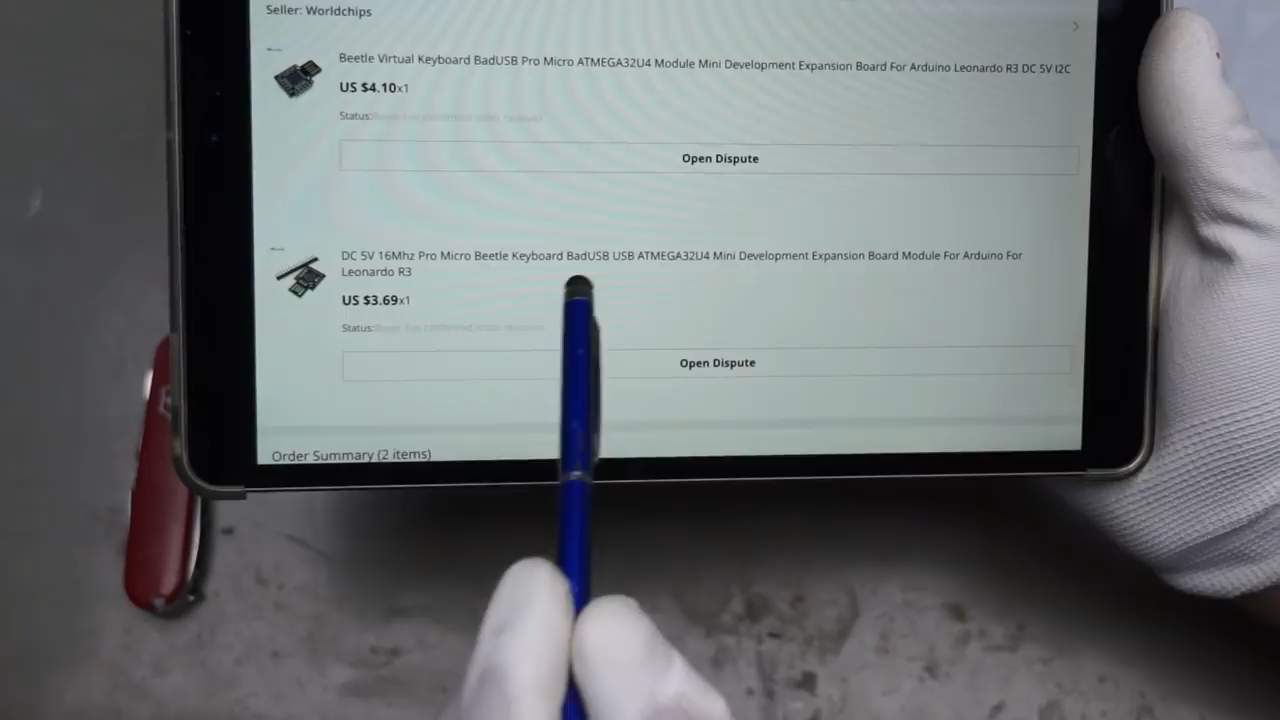 Seller: Worldchips
Beetle Virtual Keyboard BadUSB Pro Micro ATMEGA32U4 Module Mini Development Expansion Board For Arduino Leonardo R3 DC 5V I2C
US $4.10x1
Status:
Open Dispute
DC 5V 16Mhz Pro Micro Beetle Keyboard BadUSB USB ATMEGA32U4 Mini Development Expansion Board Module For Arduino For
Leonardo R3
US $3.69x1
Status:
Open Dispute
Order Summary (2 items)